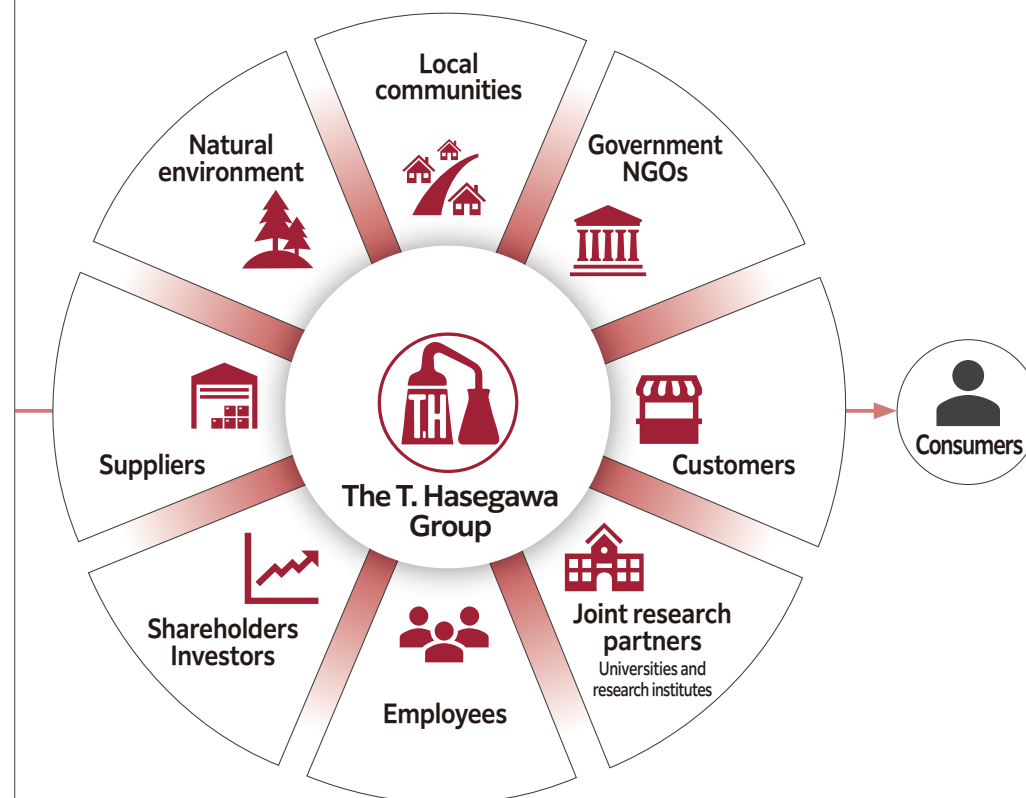 Local
communities
Natural
environment
Government
NGOs
Suppliers
T.H
The T. Hasegawa
Group
Customers
Consumers
Shareholders
Investors
Employees
Joint research
partners
Universities and
research institutes